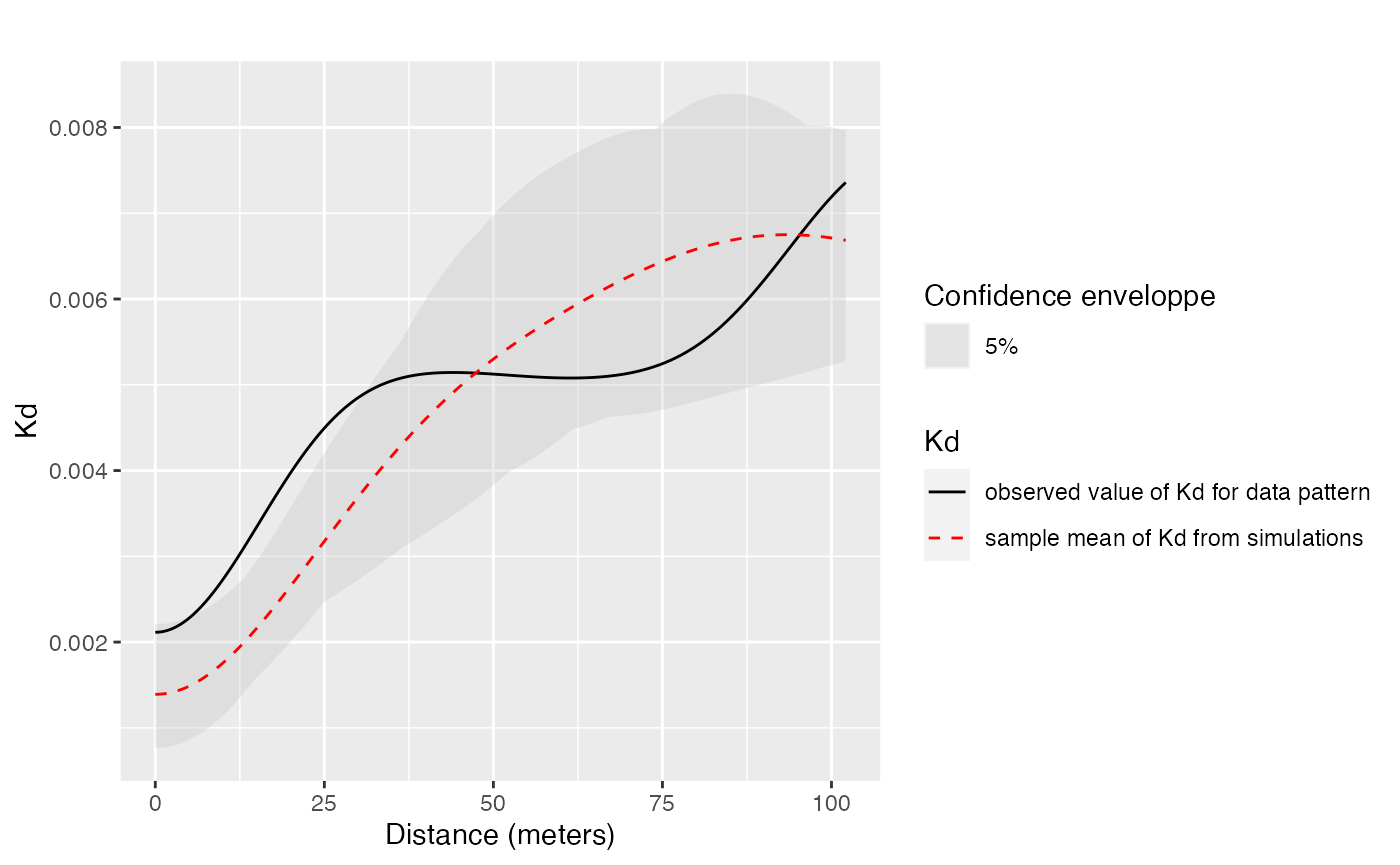 0.008
0.006
0.004
0.002
Kd
0
25
50
75
100
Distance (meters)
Confidence enveloppe
5%
Kd
observed value of Kd for data pattern
sample mean of Kd from simulations